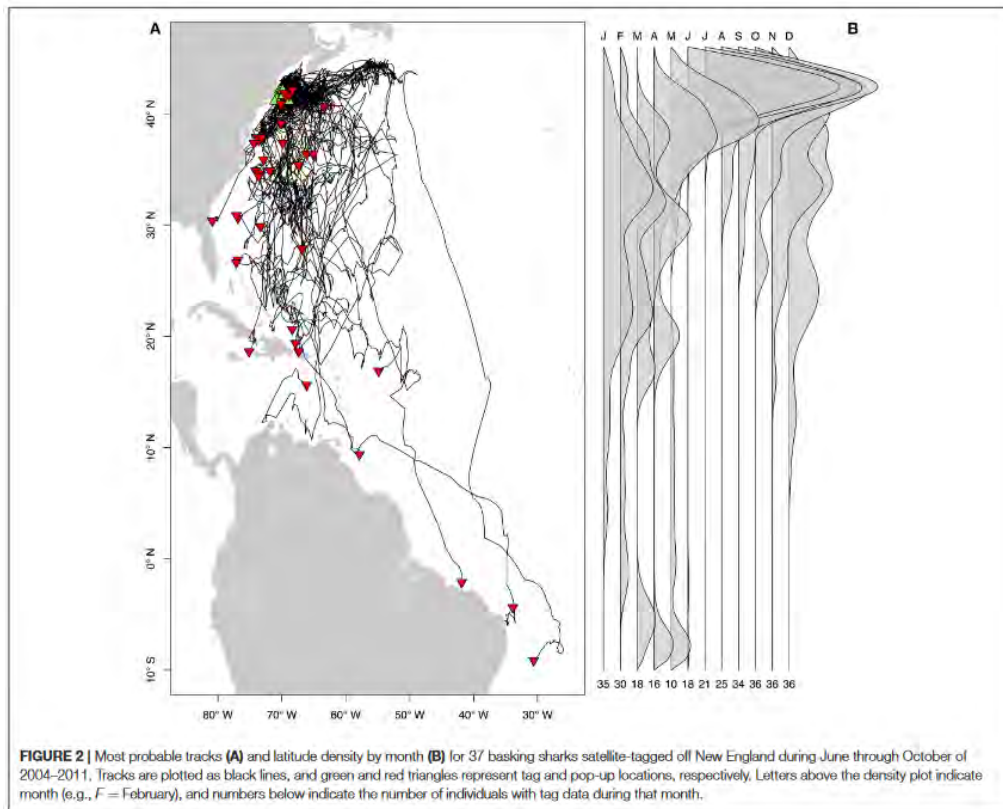 A
B
J F M A M J J A S O N D
40° N
30° N
20° N
10° N
0° N
10° S
80° W 70° W 60° W 50° W 40° W 30° W
35 30 18 16 10 18 21 25 34 36 36 36
FIGURE 2 | Most probable tracks (A) and latitude density by month (B) for 37 basking sharks satellite-tagged off New England during June through October of
2004–2011. Tracks are plotted as black lines, and green and red triangles represent tag and pop-up locations, respectively. Letters above the density plot indicate
month (e.g., F = February), and numbers below indicate the number of individuals with tag data during that month.